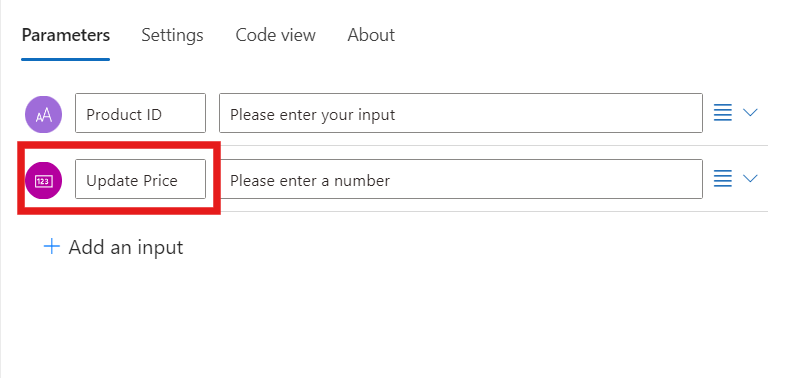 Parameters Settings Code view About
AA Product ID Please enter your input
123 Update Price Please enter a number
+ Add an input